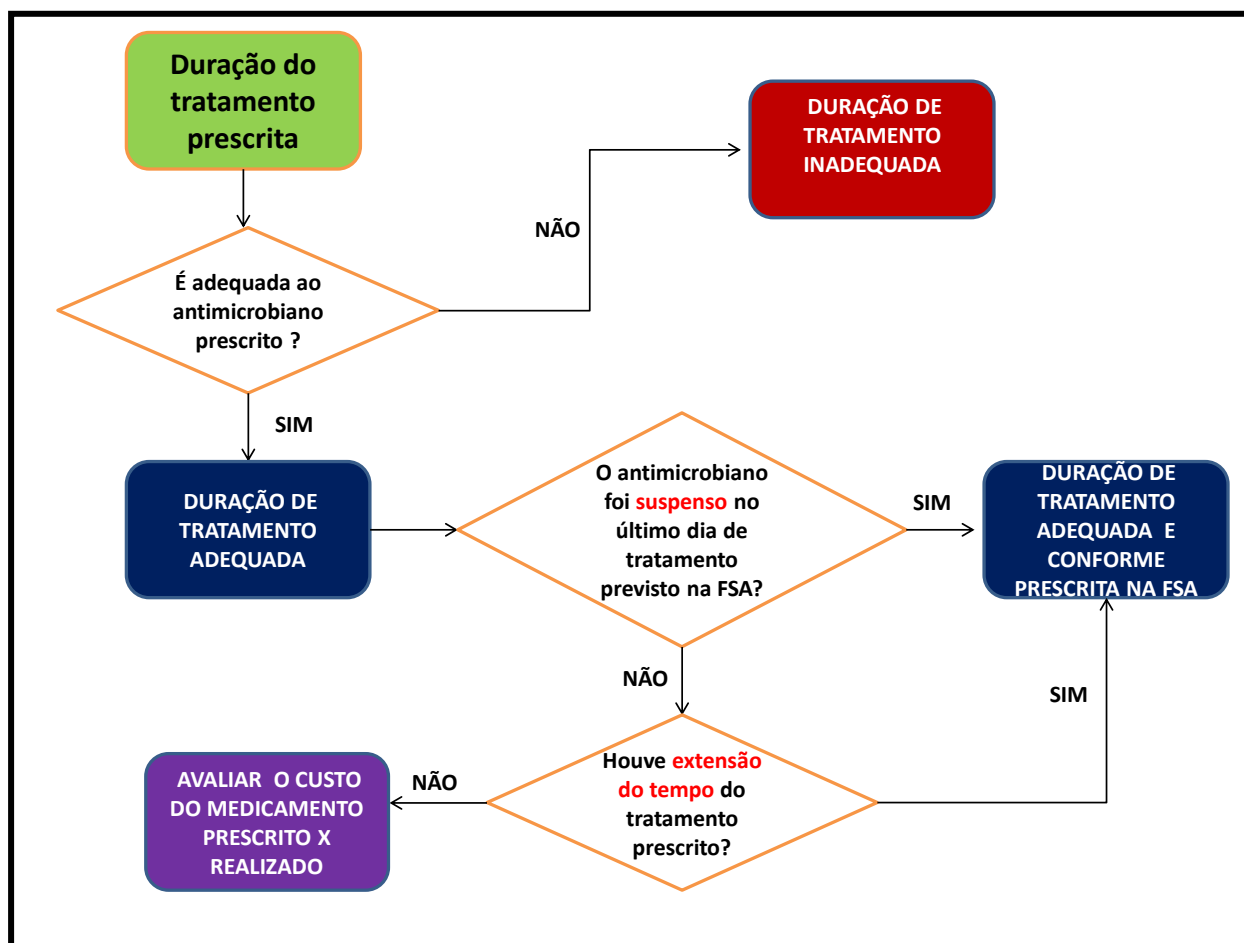 Duração do
tratamento
prescrita
DURAÇÃO DE
TRATAMENTO
INADEQUADA
NÃO
É adequada ao
antimicrobiano
prescrito ?
SIM
DURAÇÃO DE
TRATAMENTO
ADEQUADA
O antimicrobiano
foi suspenso no
último dia de
tratamento
previsto na FSA?
SIM
DURAÇÃO DE
TRATAMENTO
ADEQUADA E
CONFORME
PRESCRITA NA FSA
NÃO
SIM
Houve extensão
do tempo do
tratamento
prescrito?
NÃO
AVALIAR O CUSTO
DO MEDICAMENTO
PRESCRITO X
REALIZADO